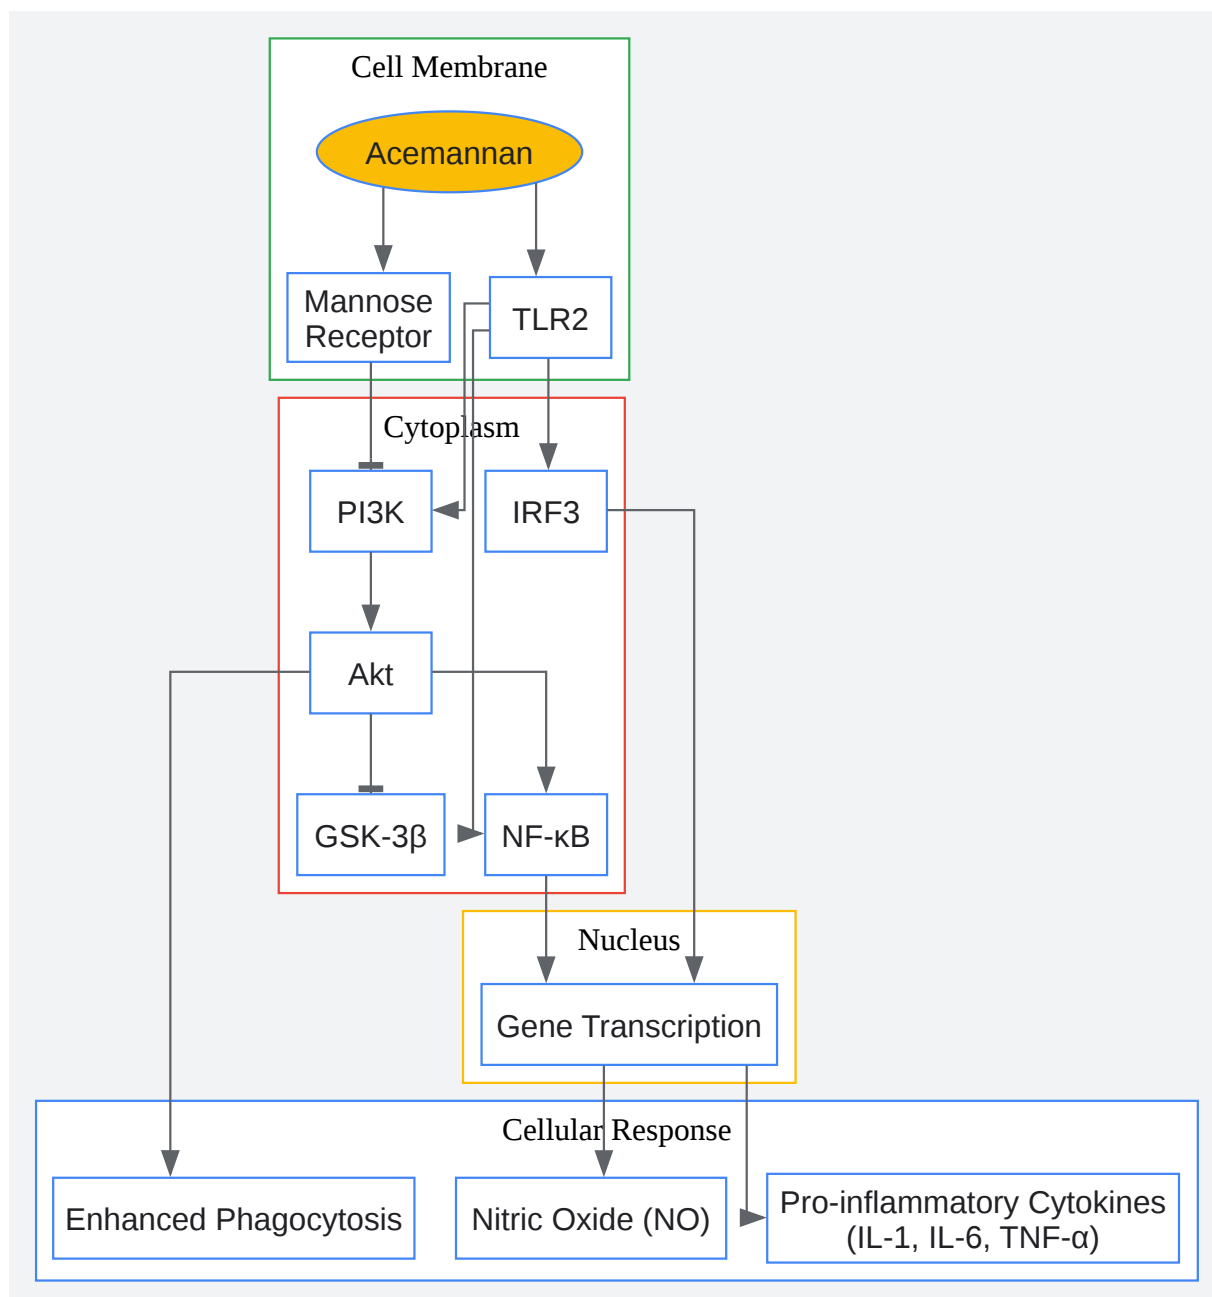 Cell Membrane
Acemannan
Mannose
Receptor
TLR2
Cytoplasm
PI3K
IRF3
Akt
GSK-3β
NF-κB
Nucleus
Gene Transcription
Cellular Response
Enhanced Phagocytosis
Nitric Oxide (NO)
Pro-inflammatory Cytokines
(IL-1, IL-6, TNF-α)